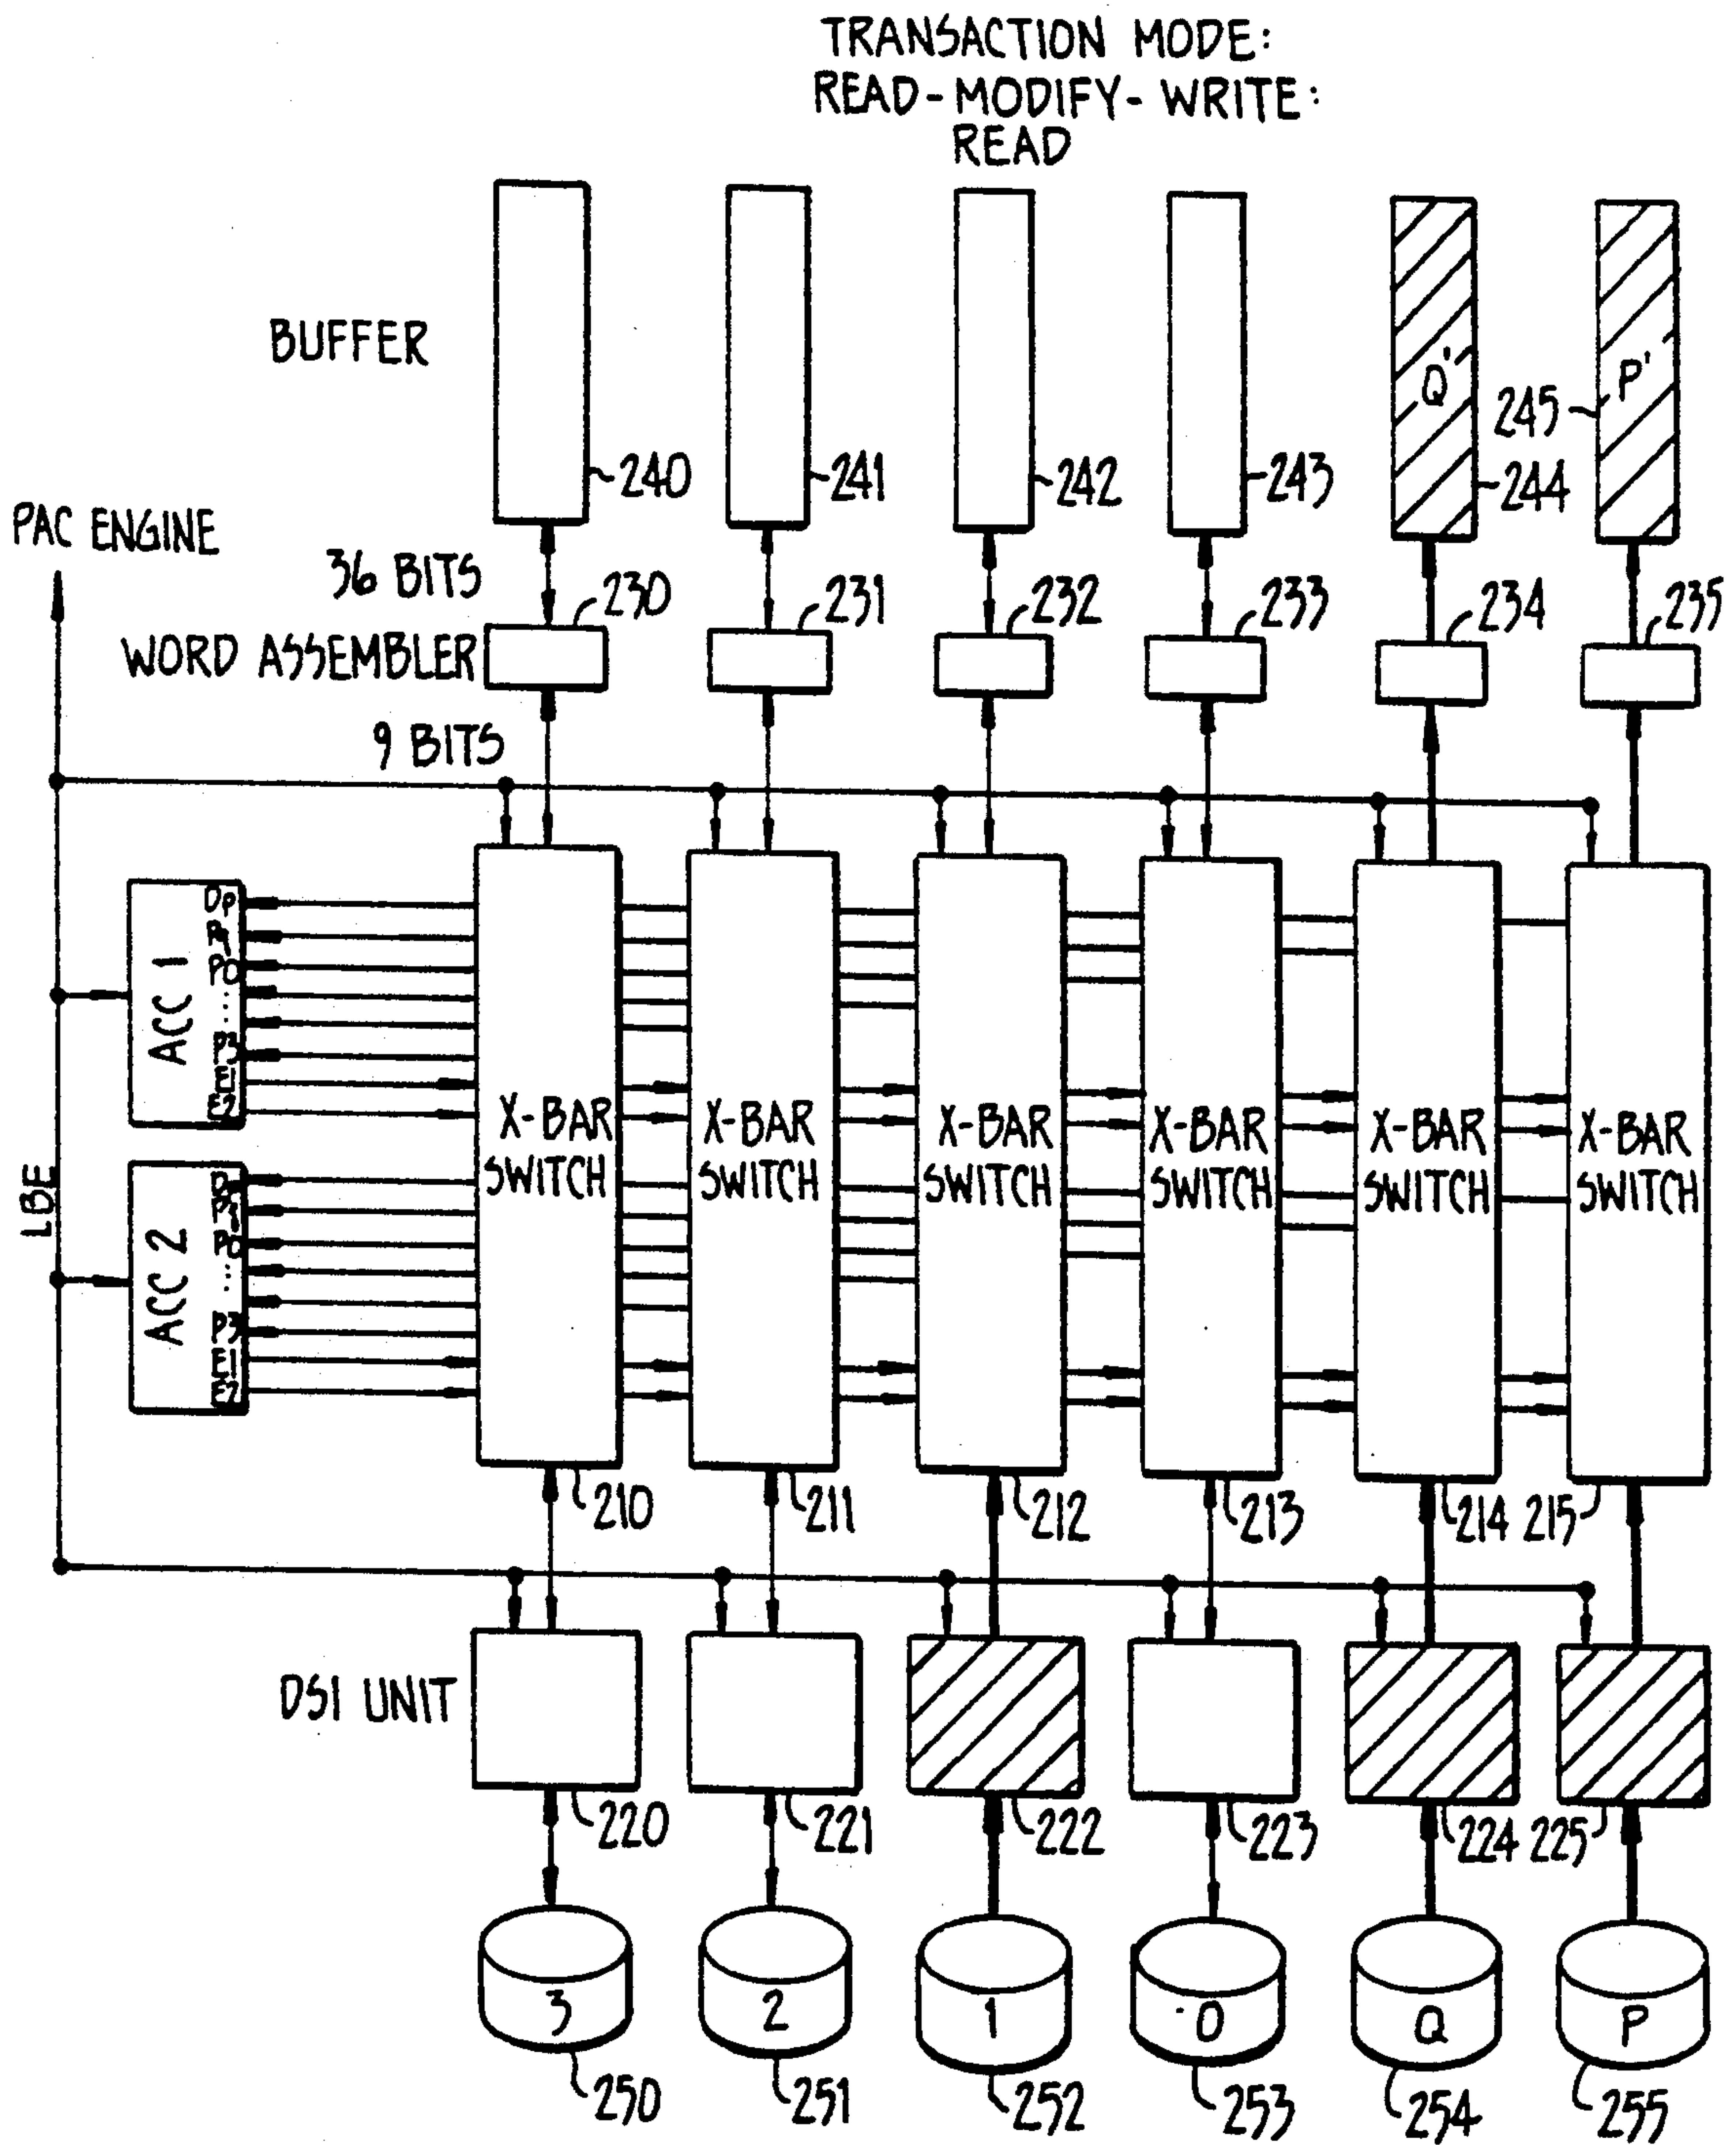 TRANSACTION MODE:
READ-MODIFY-WRITE:
READ
BUFFER
240
241
242
243
Q'
244
245
P'
PAC ENGINE
36 BITS
WORD ASSEMBLER
230
231
232
233
234
235
9 BITS
ACC 1
Dp
Pq
P0
...
P3
E1
E2
LBE
ACC 2
Dp
Pq
P0
...
P3
E1
E2
X-BAR
SWITCH
X-BAR
SWITCH
X-BAR
SWITCH
X-BAR
SWITCH
X-BAR
SWITCH
X-BAR
SWITCH
210
211
212
213
214
215
DSI UNIT
220
221
222
223
224
225
3
2
1
0
Q
P
250
251
252
253
254
255